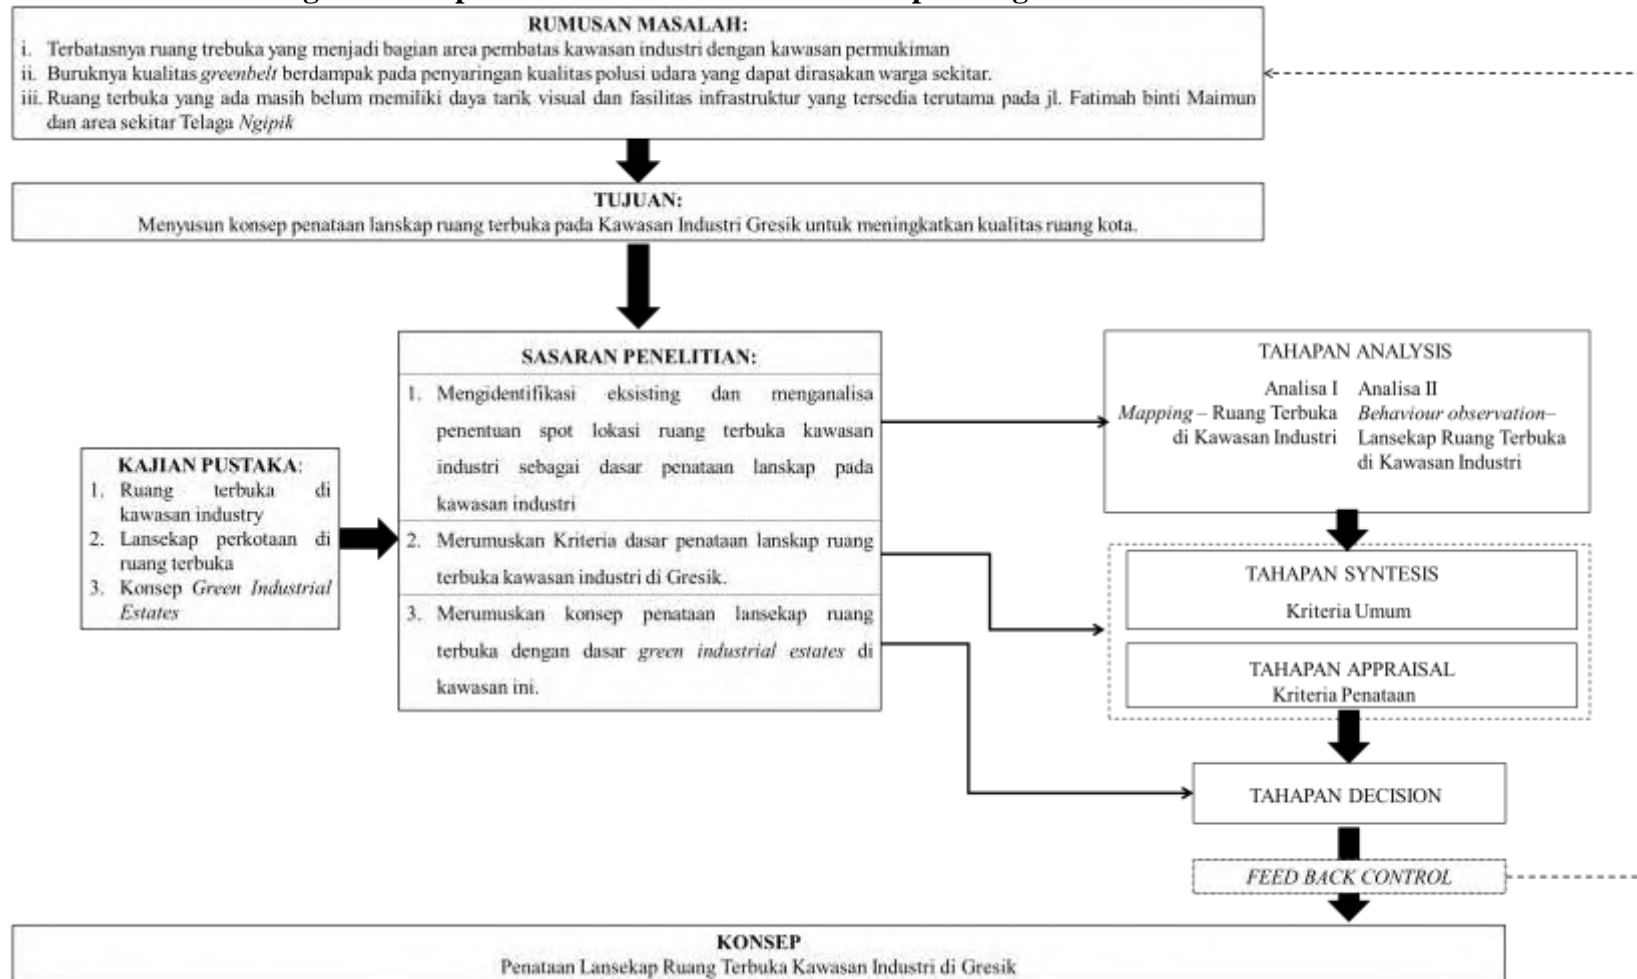 RUMUSAN MASALAH:
i. Terbatasnya ruang trebuka yang menjadi bagian area pembatas kawasan industri dengan kawasan permukiman
ii. Buruknya kualitas greenbelt berdampak pada penyaringan kualitas polusi udara yang dapat dirasakan warga sekitar.
iii. Ruang terbuka yang ada masih belum memiliki daya tarik visual dan fasilitas infrastruktur yang tersedia terutama pada jl. Fatimah binti Maimun
dan area sekitar Telaga Ngipik
TUJUAN:
Menyusun konsep penataan lanskap ruang terbuka pada Kawasan Industri Gresik untuk meningkatkan kualitas ruang kota.
KAJIAN PUSTAKA:
1. Ruang terbuka di
kawasan industry
2. Lansekap perkotaan di
ruang terbuka
3. Konsep Green Industrial
Estates
SASARAN PENELITIAN:
1. Mengidentifikasi eksisting dan menganalisa
penentuan spot lokasi ruang terbuka kawasan
industri sebagai dasar penataan lanskap pada
kawasan industri
2. Merumuskan Kriteria dasar penataan lanskap ruang
terbuka kawasan industri di Gresik.
3. Merumuskan konsep penataan lansekap ruang
terbuka dengan dasar green industrial estates di
kawasan ini.
TAHAPAN ANALYSIS
Analisa I
Mapping – Ruang Terbuka
di Kawasan Industri
Analisa II
Behaviour observation–
Lansekap Ruang Terbuka
di Kawasan Industri
TAHAPAN SYNTESIS
Kriteria Umum
TAHAPAN APPRAISAL
Kriteria Penataan
TAHAPAN DECISION
FEED BACK CONTROL
KONSEP
Penataan Lansekap Ruang Terbuka Kawasan Industri di Gresik